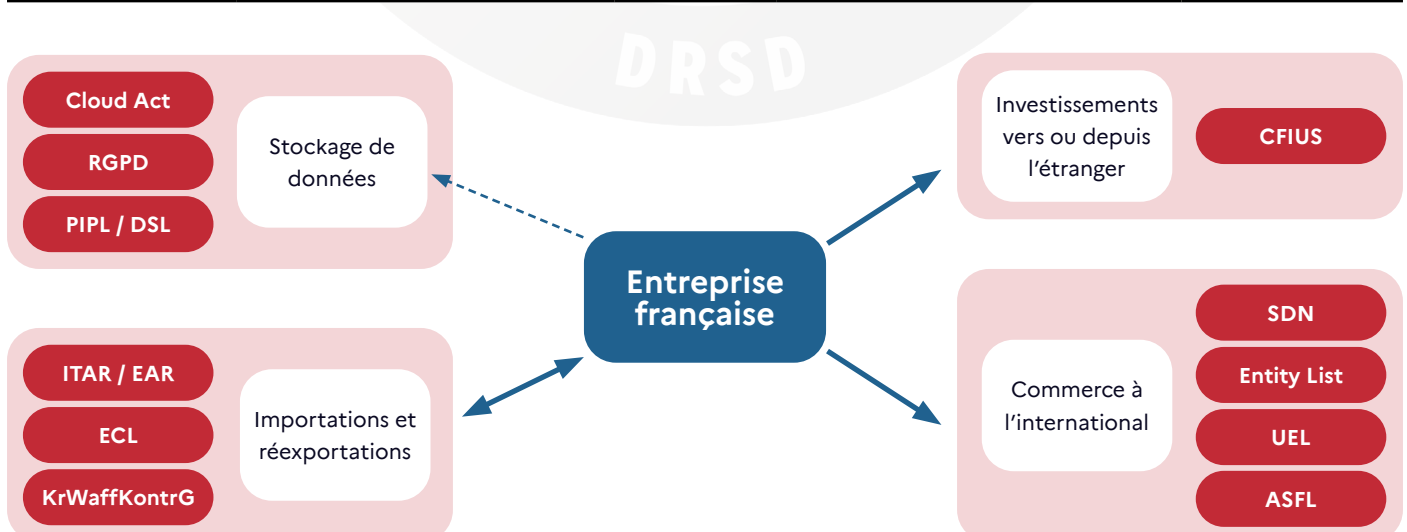 DRSD
Cloud Act
RGPD
PIPL / DSL
Stockage de
données
Investissements
vers ou depuis
l'étranger
CFIUS
Entreprise
française
ITAR / EAR
ECL
KrWaffKontrG
Importations et
réexportations
Commerce à
l'international
SDN
Entity List
UEL
ASFL